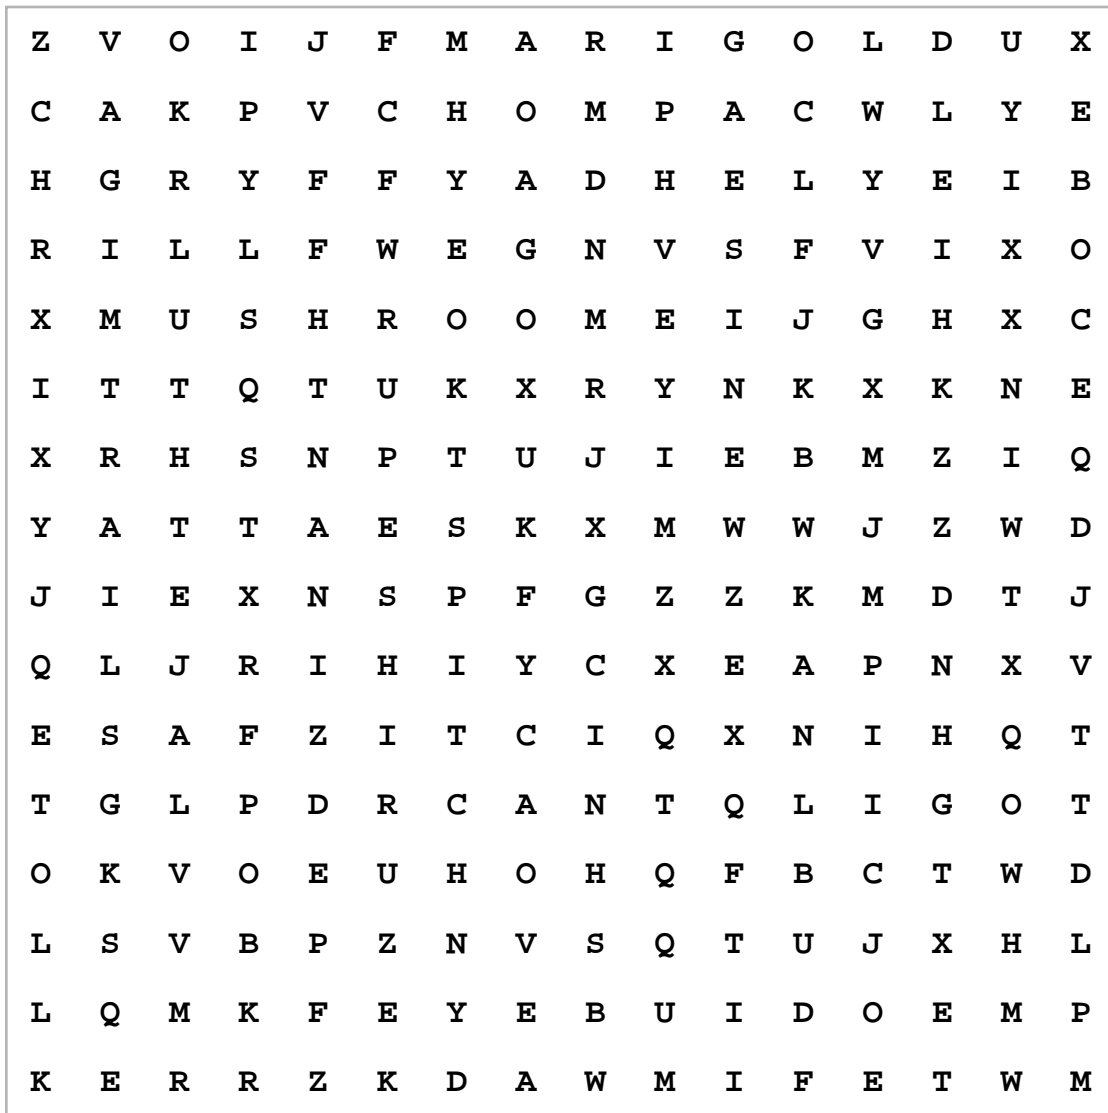 Z V O I J F M A R I G O L D U X
C A K P V C H O M P A C W L Y E
H G R Y F F Y A D H E L Y E I B
R I L L F W E G N V S F V I X O
X M U S H R O O M E I J G H X C
I T T Q T U K X R Y N K X K N E
X R H S N P T U J I E B M Z I Q
Y A T T A E S K X M W W J Z W D
J I E X N S P F G Z Z K M D T J
Q L J R I H I Y C X E A P N X V
E S A F Z I T C I Q X N I H Q T
T G L P D R C A N T Q L I G O T
O K V O E U H O H Q F B C T W D
L S V B P Z N V S Q T U J X H L
L Q M K F E Y E B U I D O E M P
K E R R Z K D A W M I F E T W M